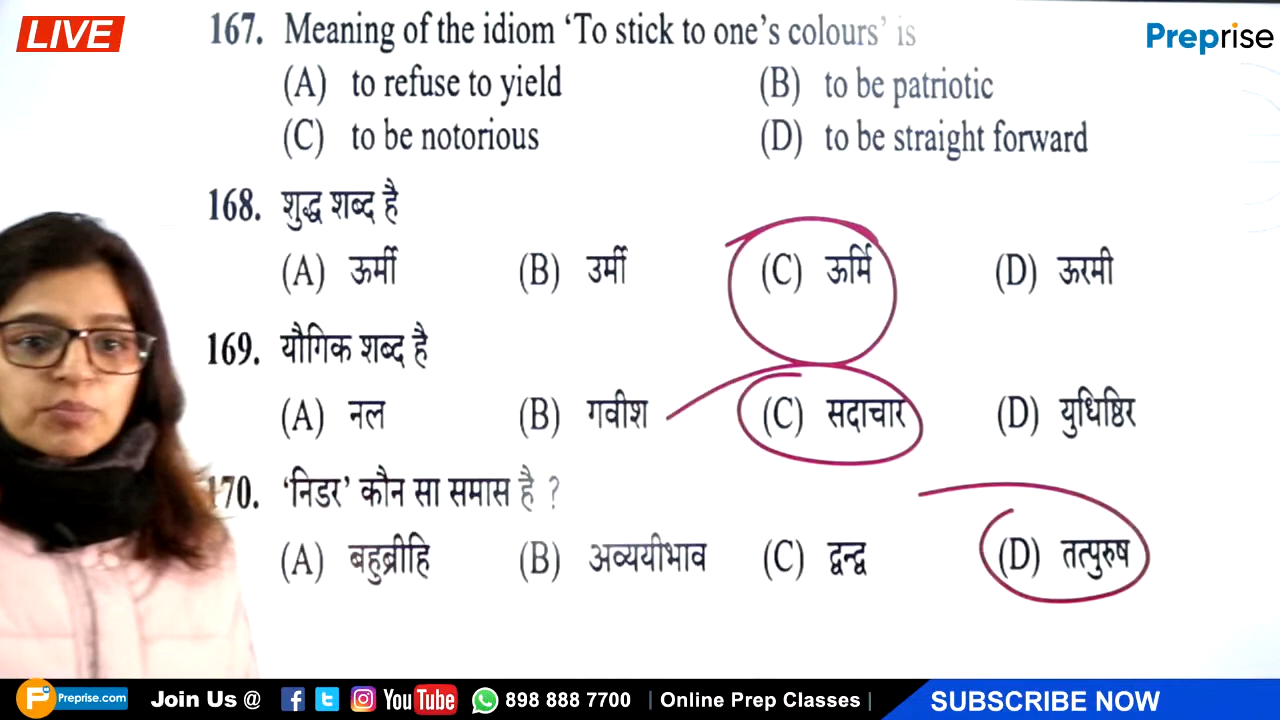 LIVE
Preprise
167. Meaning of the idiom ‘To stick to one’s colours’ is
(A) to refuse to yield (B) to be patriotic
(C) to be notorious (D) to be straight forward
168. शुद्ध शब्द है
(A) ऊर्मी (B) उर्मी (C) ऊर्मि (D) ऊरमी
169. यौगिक शब्द है
(A) नल (B) गवीश (C) सदाचार (D) युधिष्ठिर
170. ‘निडर’ कौन सा समास है ?
(A) बहुब्रीहि (B) अव्ययीभाव (C) द्वन्द्व (D) तत्पुरुष
Preprise.com Join Us @ YouTube 898 888 7700 | Online Prep Classes | SUBSCRIBE NOW